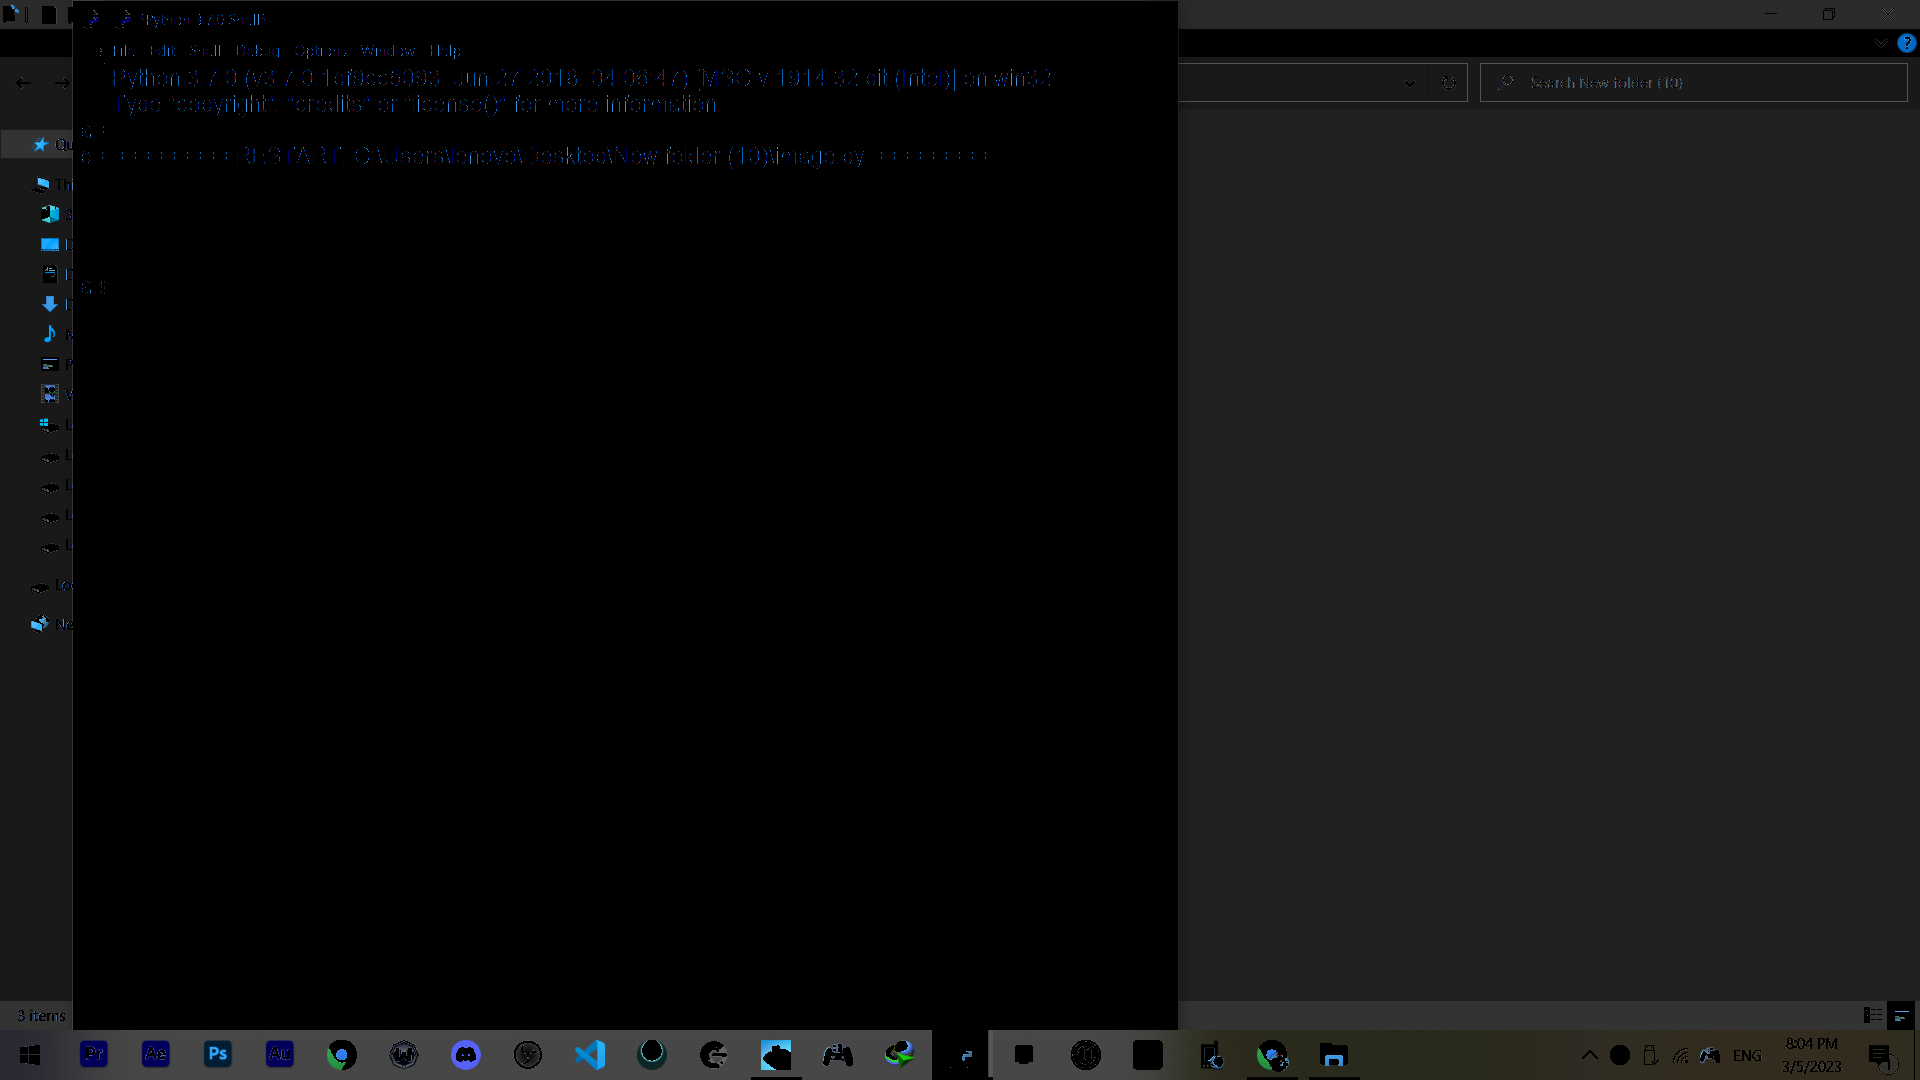 Python 3.7.0 Shell
File Edit Shell Debug Options Window Help
Python 3.7.0 (v3.7.0: Jun 27 2018, 04:06:47) [MSC v.1914 32 bit (Intel)] on win32
Type "copyright", "credits" or "license()" for more information
RESTART: C:\Users\lenovo\Desktop\New folder (10)\image.py
Search New folder (10)
3 items
Pr
Ae
Ps
Au
ENG
8:04 PM
3/5/2023
1